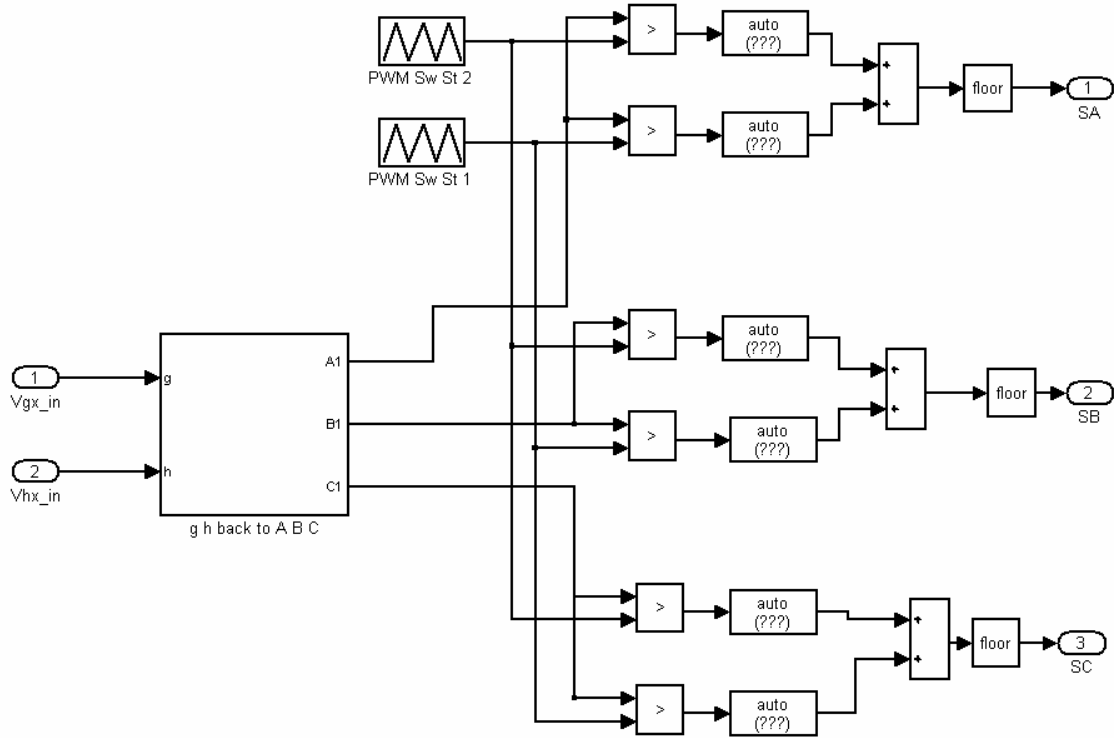 PWM Sw St 2
>
auto
(???)
+
+
floor
1
SA
PWM Sw St 1
>
auto
(???)
1
Vgx_in
2
Vhx_in
g
h
A1
B1
C1
g h back to A B C
>
auto
(???)
+
+
floor
2
SB
>
auto
(???)
>
auto
(???)
+
+
floor
3
SC
>
auto
(???)